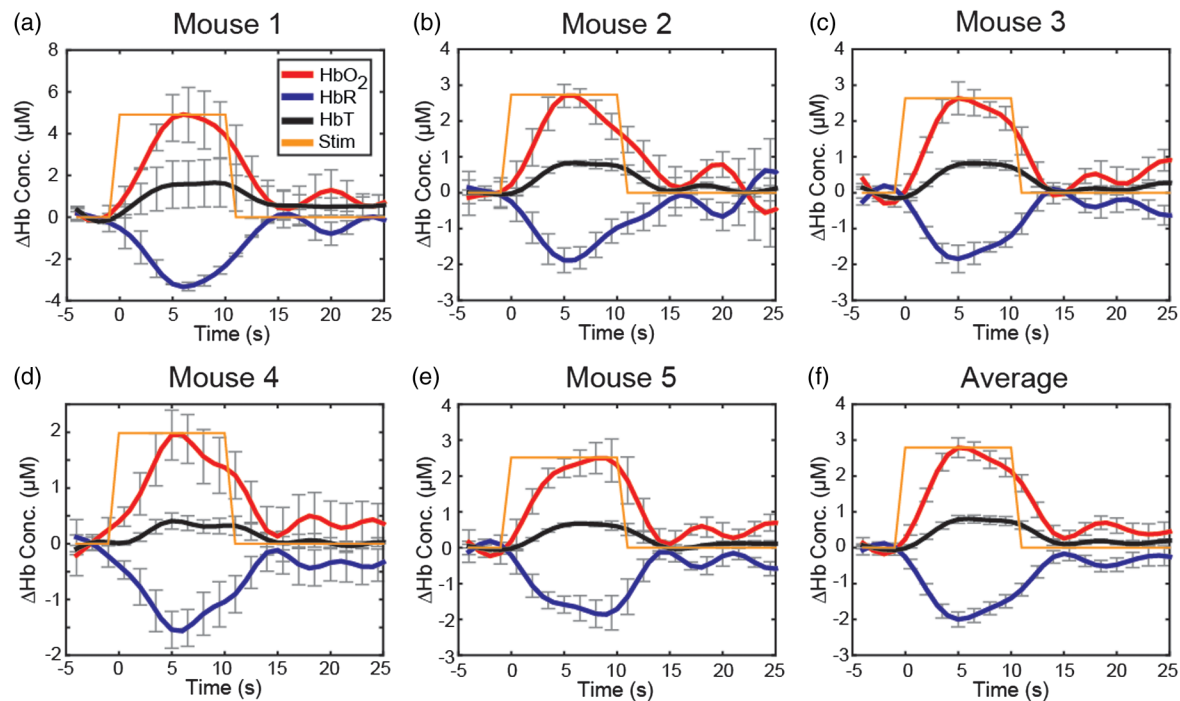 (a) Mouse 1
ΔHb Conc. (μM)
8
6
4
2
0
-2
-4
-5 0 5 10 15 20 25
Time (s)
HbO2
HbR
HbT
Stim
(b) Mouse 2
ΔHb Conc. (μM)
4
3
2
1
0
-1
-2
-3
-5 0 5 10 15 20 25
Time (s)
(c) Mouse 3
ΔHb Conc. (μM)
4
3
2
1
0
-1
-2
-3
-5 0 5 10 15 20 25
Time (s)
(d) Mouse 4
ΔHb Conc. (μM)
2
1
0
-1
-2
-5 0 5 10 15 20 25
Time (s)
(e) Mouse 5
ΔHb Conc. (μM)
4
3
2
1
0
-1
-2
-3
-5 0 5 10 15 20 25
Time (s)
(f) Average
ΔHb Conc. (μM)
4
3
2
1
0
-1
-2
-3
-5 0 5 10 15 20 25
Time (s)